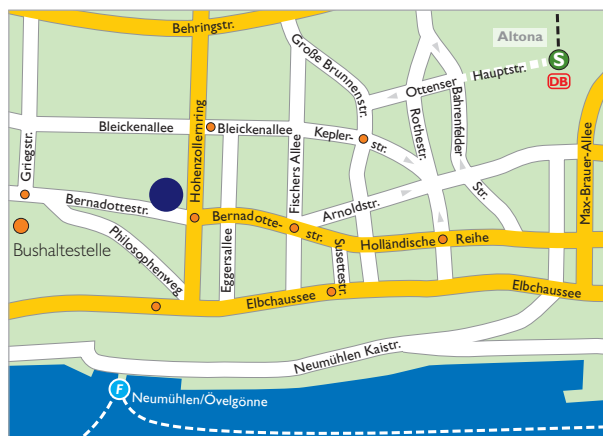 Behringstr.
Altona
S
DB
Große Brunnenstr.
Ottenser
Hauptstr.
Bahrenfelder
Str.
Rothestr.
Griegstr.
Bleickenallee
Bleickenallee
Kepler-
str.
Hohenzollernring
Fischers Allee
Max-Brauer-Allee
Bernadottestr.
Bernadotte-
str.
Arnoldstr.
Holländische
Reihe
Bushaltestelle
Philosophenweg
Eggersallee
Susettestr.
Elbchaussee
Elbchaussee
Neumühlen Kaistr.
F
Neumühlen/Övelgönne